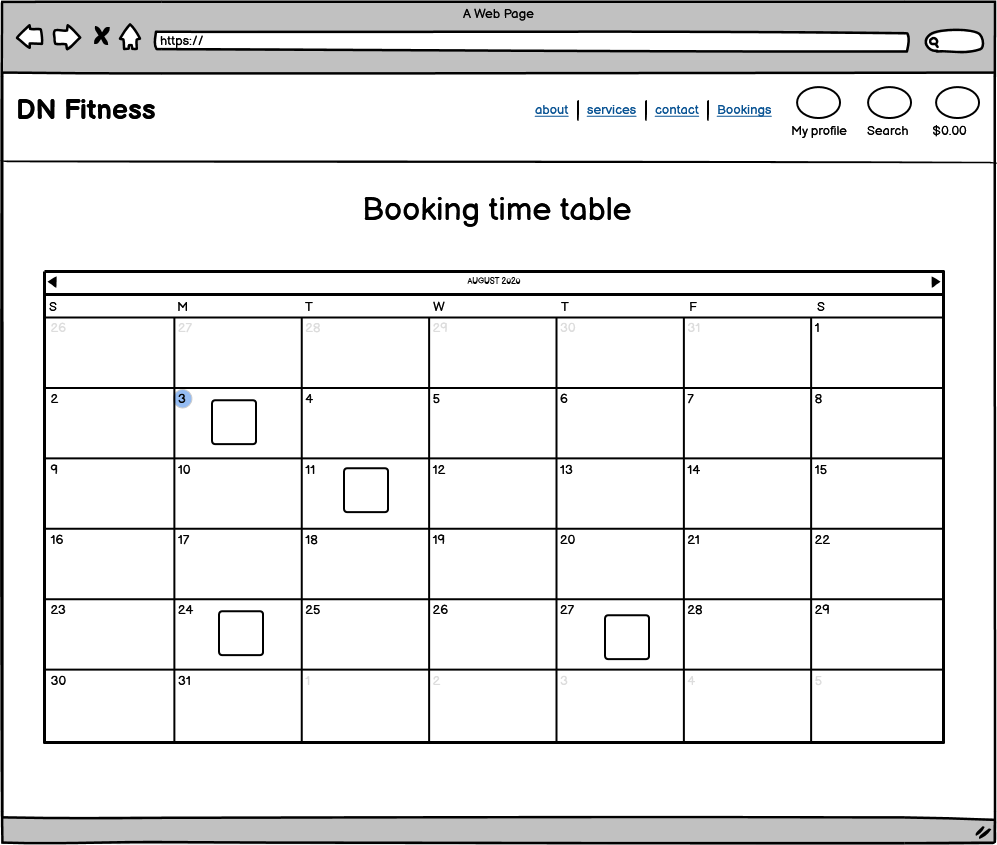 A Web Page
https://
DN Fitness
about | services | contact | Bookings
My profile Search $0.00
Booking time table
AUGUST 2020
S M T W T F S
26 27 28 29 30 31 1
2 3 4 5 6 7 8
9 10 11 12 13 14 15
16 17 18 19 20 21 22
23 24 25 26 27 28 29
30 31 1 2 3 4 5